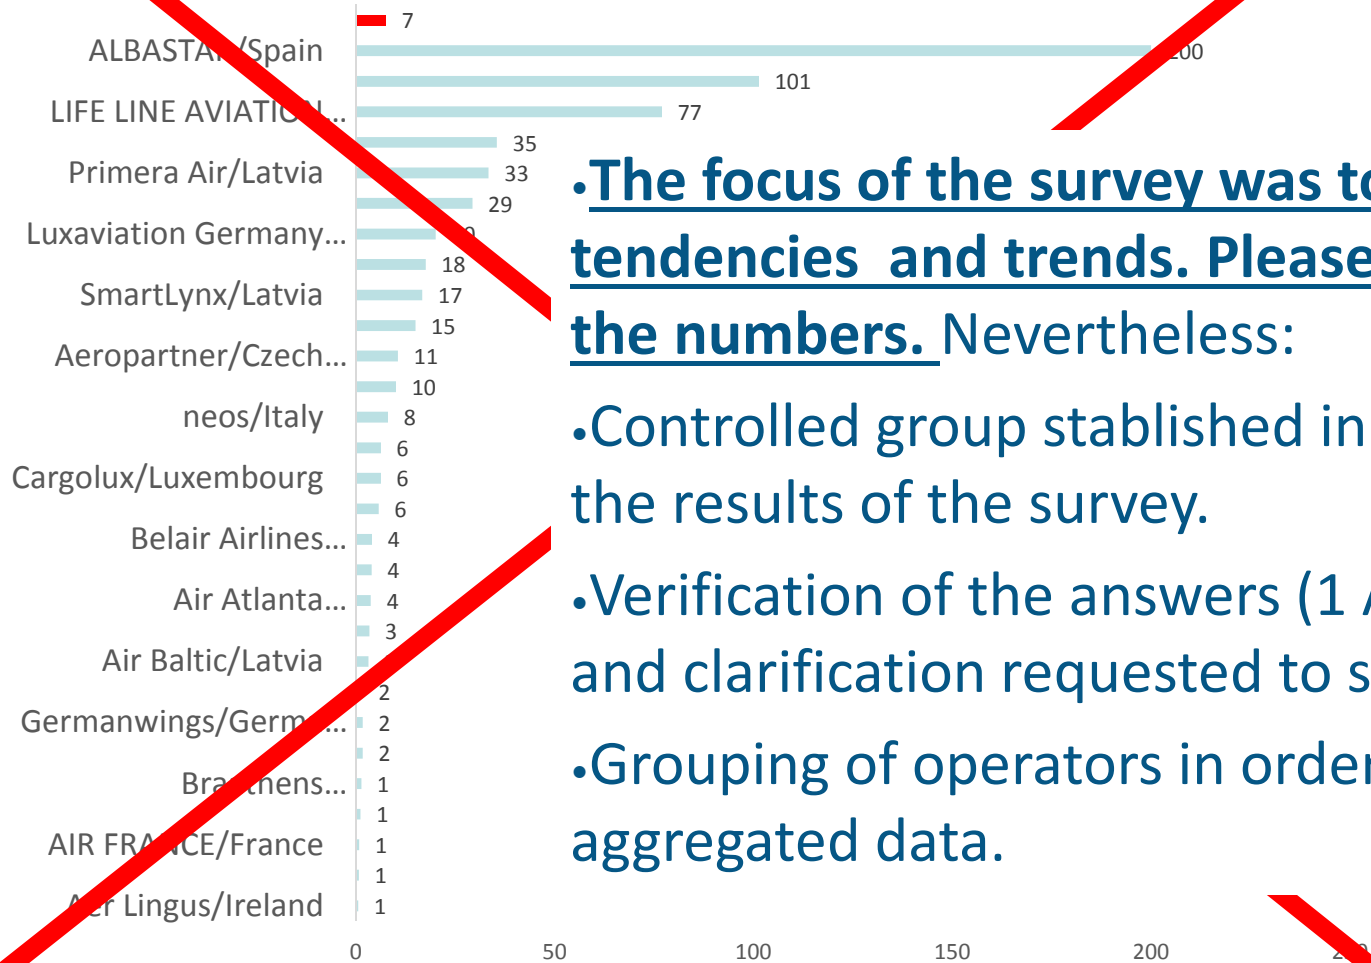 7
ALBASTAR/Spain 200
101
LIFE LINE AVIATION... 77
35
Primera Air/Latvia 33
29
Luxaviation Germany...
18
SmartLynx/Latvia 17
15
Aeropartner/Czech... 11
10
neos/Italy 8
6
Cargolux/Luxembourg 6
6
Belair Airlines... 4
4
Air Atlanta... 4
3
Air Baltic/Latvia
2
Germanwings/Germ... 2
2
1
1
AIR FRANCE/France 1
1
Aer Lingus/Ireland 1
0 50 100 150 200
•The focus of the survey was to
tendencies and trends. Please
the numbers. Nevertheless:
•Controlled group stablished in
the results of the survey.
•Verification of the answers (1 A
and clarification requested to s
•Grouping of operators in order
aggregated data.